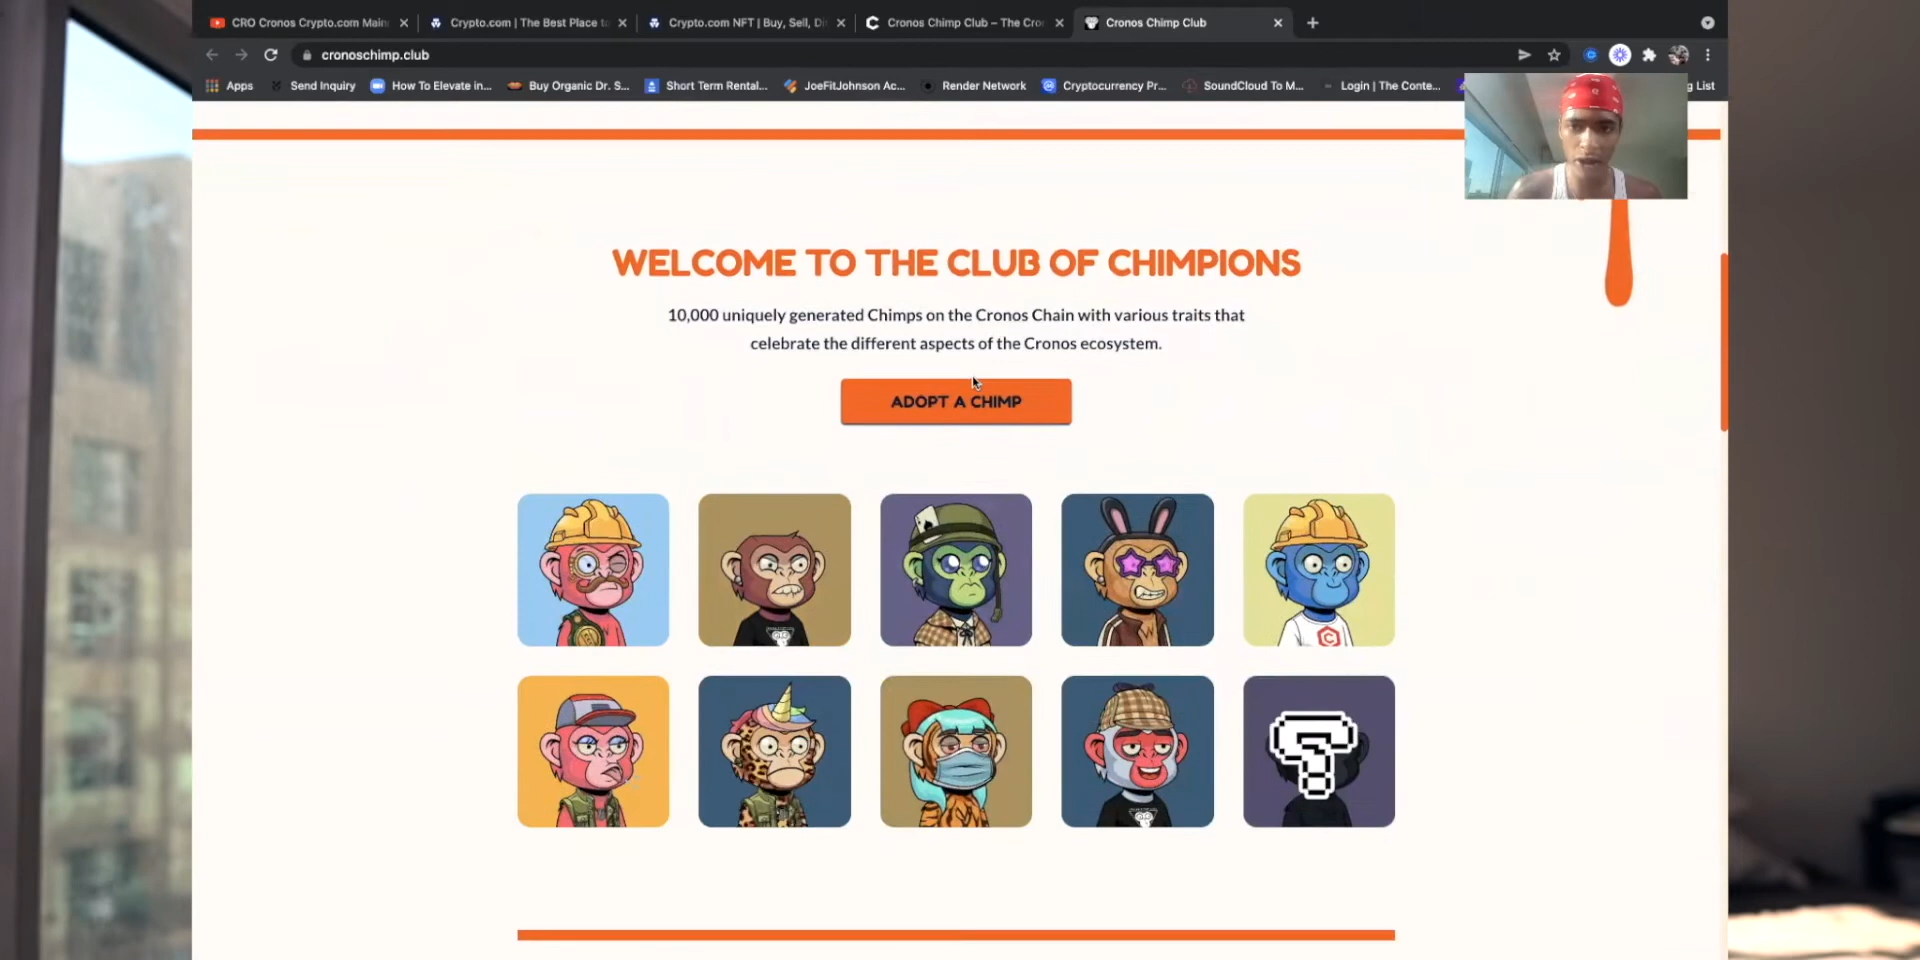 CRO Cronos Crypto.com Main
Crypto.com | The Best Place to
Crypto.com NFT | Buy, Sell, Di
Cronos Chimp Club – The Cro
Cronos Chimp Club
cronoschimp.club
Apps
Send Inquiry
How To Elevate in...
Buy Organic Dr. S...
Short Term Rental...
JoeFitJohnson Ac...
Render Network
Cryptocurrency Pr...
SoundCloud To M...
Login | The Conte...
g List
WELCOME TO THE CLUB OF CHIMPIONS
10,000 uniquely generated Chimps on the Cronos Chain with various traits that
celebrate the different aspects of the Cronos ecosystem.
ADOPT A CHIMP